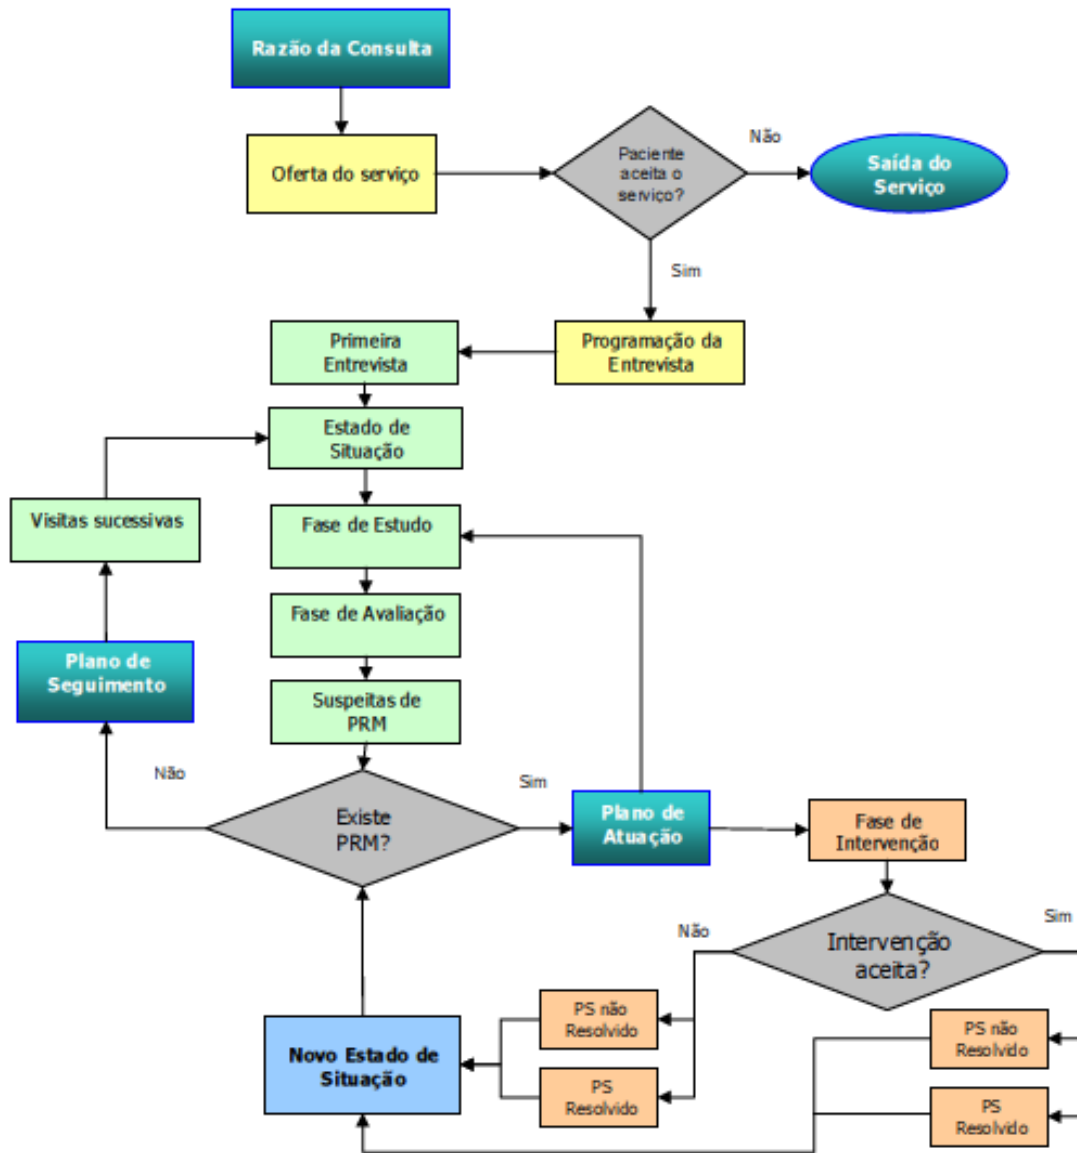 Razão da Consulta
Oferta do serviço
Paciente
aceita o
serviço?
Não
Saída do
Serviço
Sim
Primeira
Entrevista
Programação da
Entrevista
Estado de
Situação
Visitas sucessivas
Fase de Estudo
Fase de Avaliação
Plano de
Seguimento
Suspeitas de
PRM
Não
Existe
PRM?
Sim
Plano de
Atuação
Fase de
Intervenção
Não
Intervenção
aceita?
Sim
PS não
Resolvido
PS não
Resolvido
Novo Estado de
Situação
PS
Resolvido
PS
Resolvido